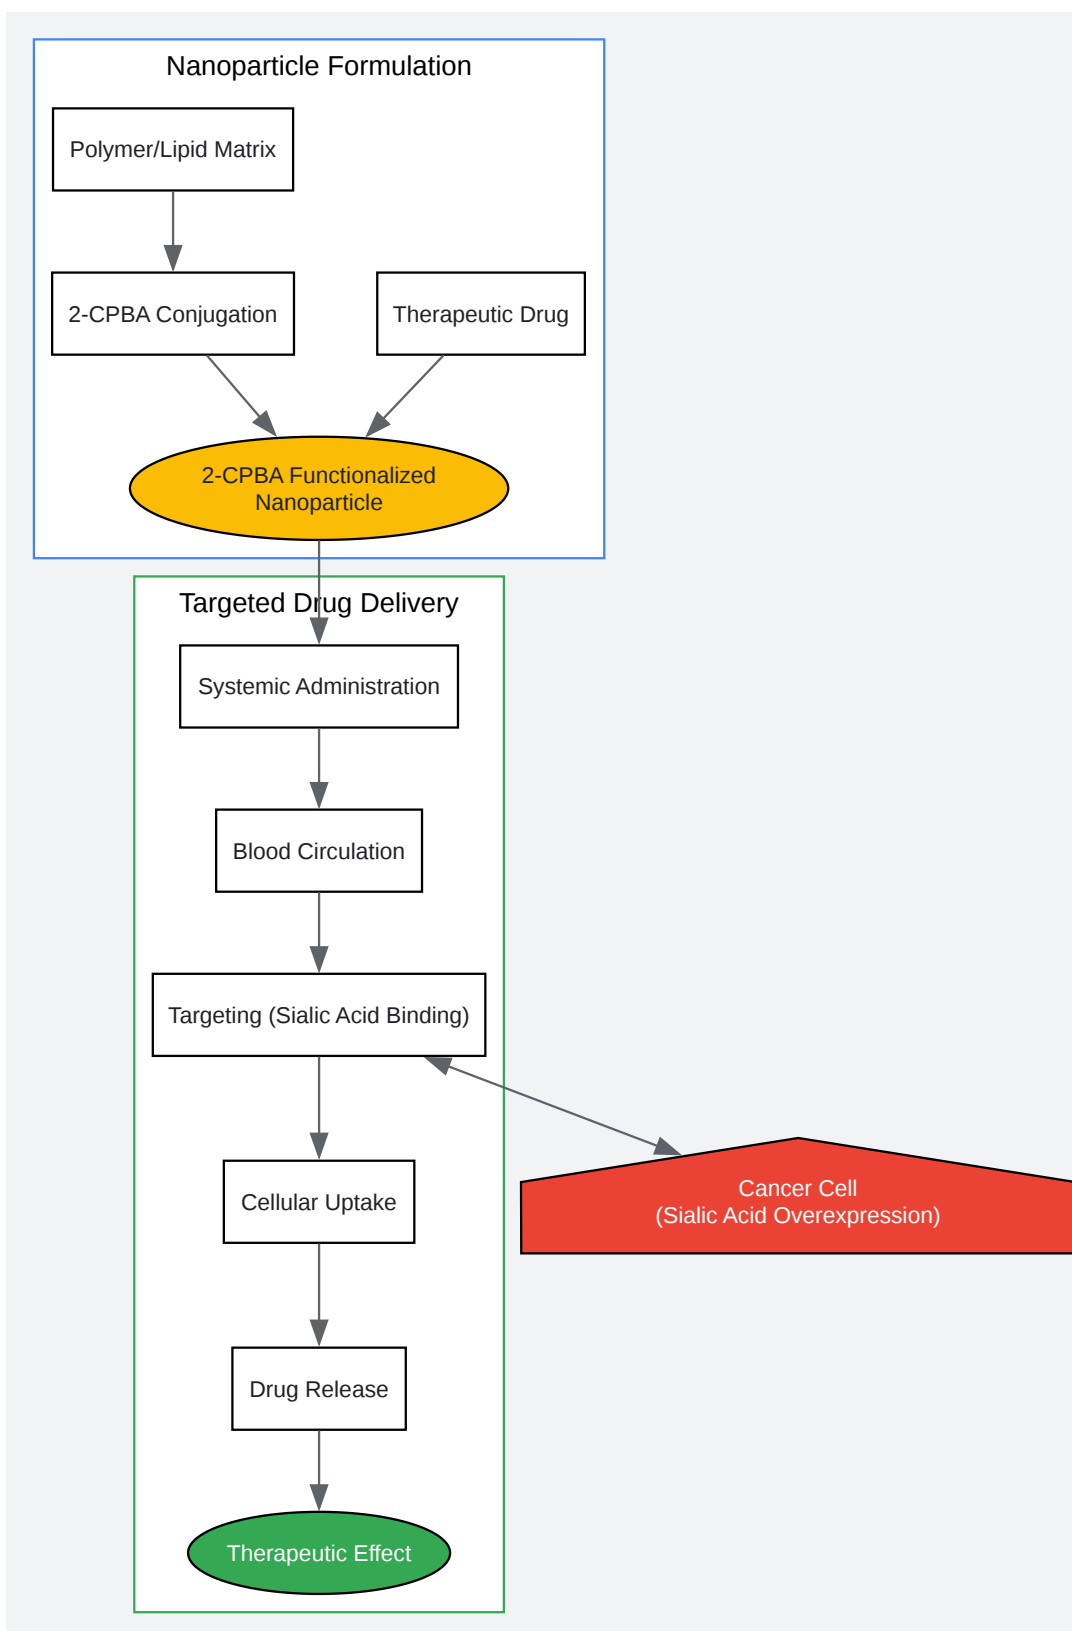 Nanoparticle Formulation
Polymer/Lipid Matrix
2-CPBA Conjugation
Therapeutic Drug
2-CPBA Functionalized
Nanoparticle
Targeted Drug Delivery
Systemic Administration
Blood Circulation
Targeting (Sialic Acid Binding)
Cancer Cell
(Sialic Acid Overexpression)
Cellular Uptake
Drug Release
Therapeutic Effect